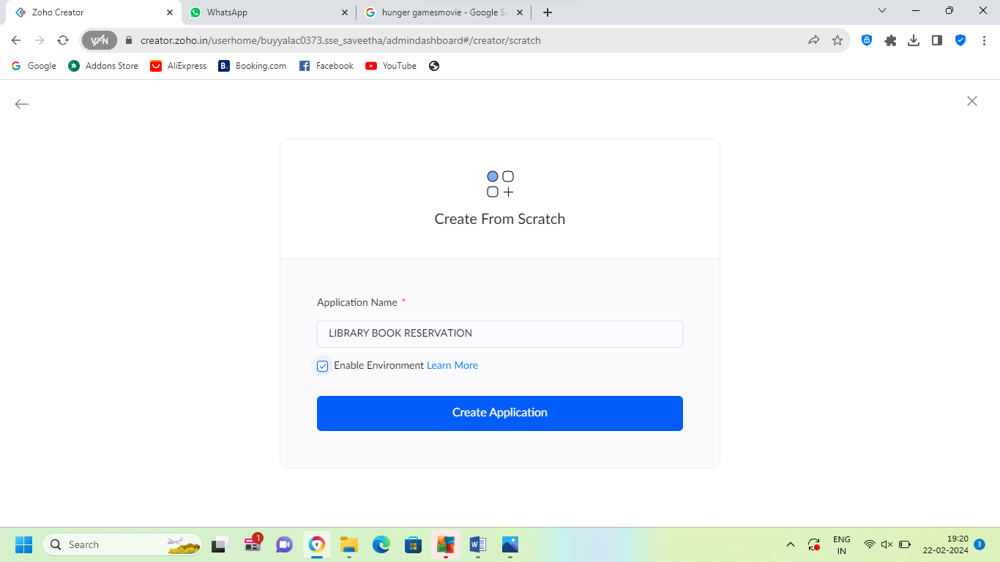 Zoho Creator
WhatsApp
hunger gamesmovie - Google Se
VPN
creator.zoho.in/userhome/buyyalac0373.sse_saveetha/admindashboard#/creator/scratch
Google
Addons Store
AliExpress
B.
Booking.com
Facebook
YouTube
Create From Scratch
Application Name *
LIBRARY BOOK RESERVATION
Enable Environment Learn More
Create Application
Search
1
ENG
IN
19:20
22-02-2024
3